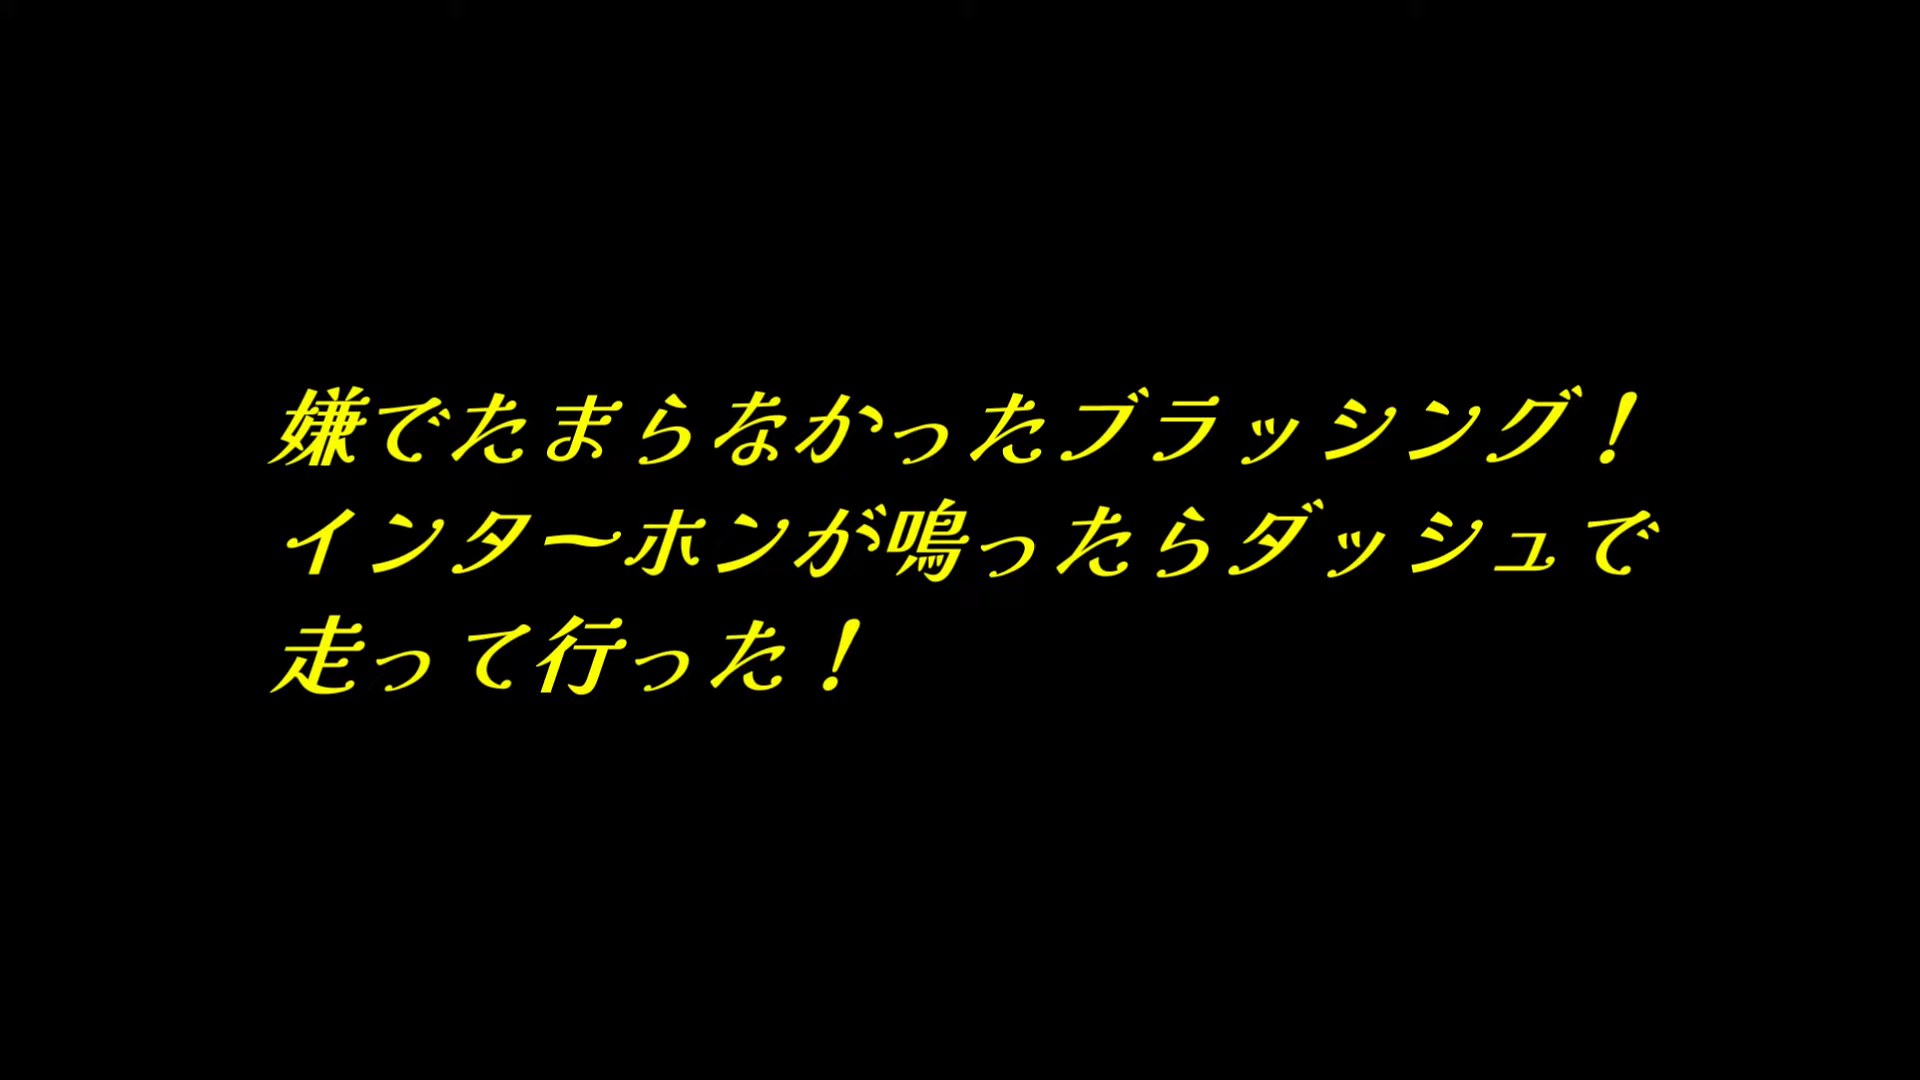 嫌でたまらなかったブラッシング！
インターホンが鳴ったらダッシュで
走って行った！